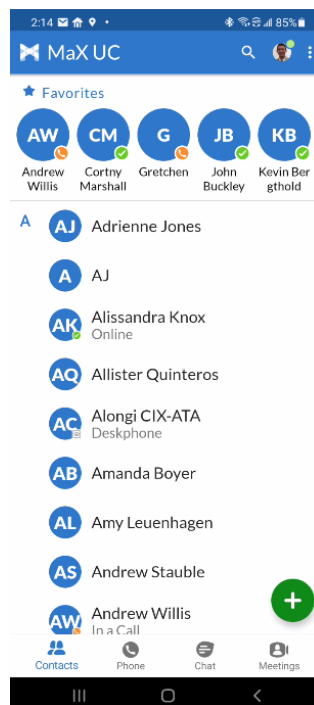 2:14 85%
MaX UC
Favorites
AW CM G JB KB
Andrew Willis
Cortny Marshall
Gretchen
John Buckley
Kevin Ber gthold
A
AJ Adrienne Jones
A AJ
AK Alissandra Knox
Online
AQ Allister Quinteros
AC Alongi CIX-ATA
Deskphone
AB Amanda Boyer
AL Amy Leuenhagen
AS Andrew Stauble
AW Andrew Willis
In a Call
Contacts Phone Chat Meetings